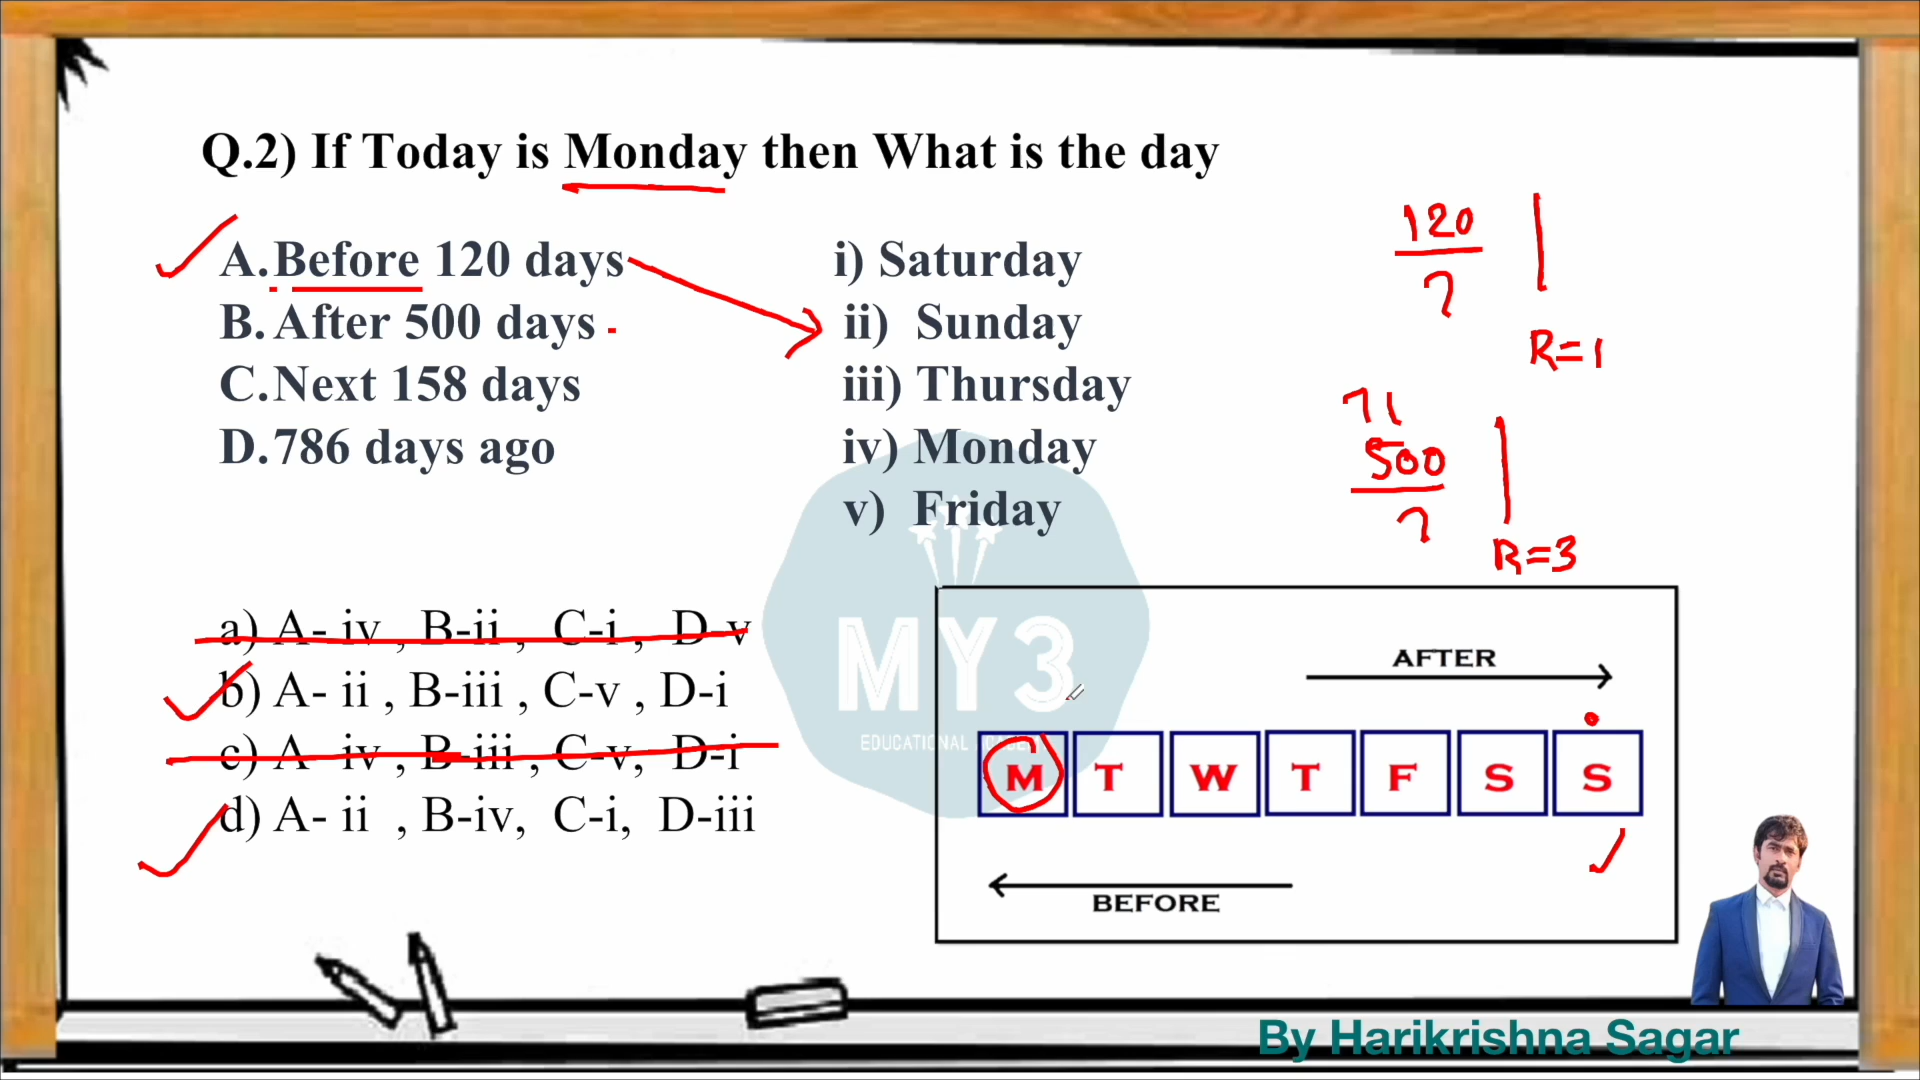 Q.2) If Today is Monday then What is the day
A. Before 120 days
B. After 500 days
C. Next 158 days
D. 786 days ago
i) Saturday
ii) Sunday
iii) Thursday
iv) Monday
v) Friday
120
7
R=1
71
500
7
R=3
a) A- iv , B-ii , C-i , D-v
b) A- ii , B-iii , C-v , D-i
c) A- iv , B-iii , C-v, D-i
d) A- ii , B-iv, C-i, D-iii
MY3
EDUCATIONAL
AFTER
M T W T F S S
BEFORE
By Harikrishna Sagar